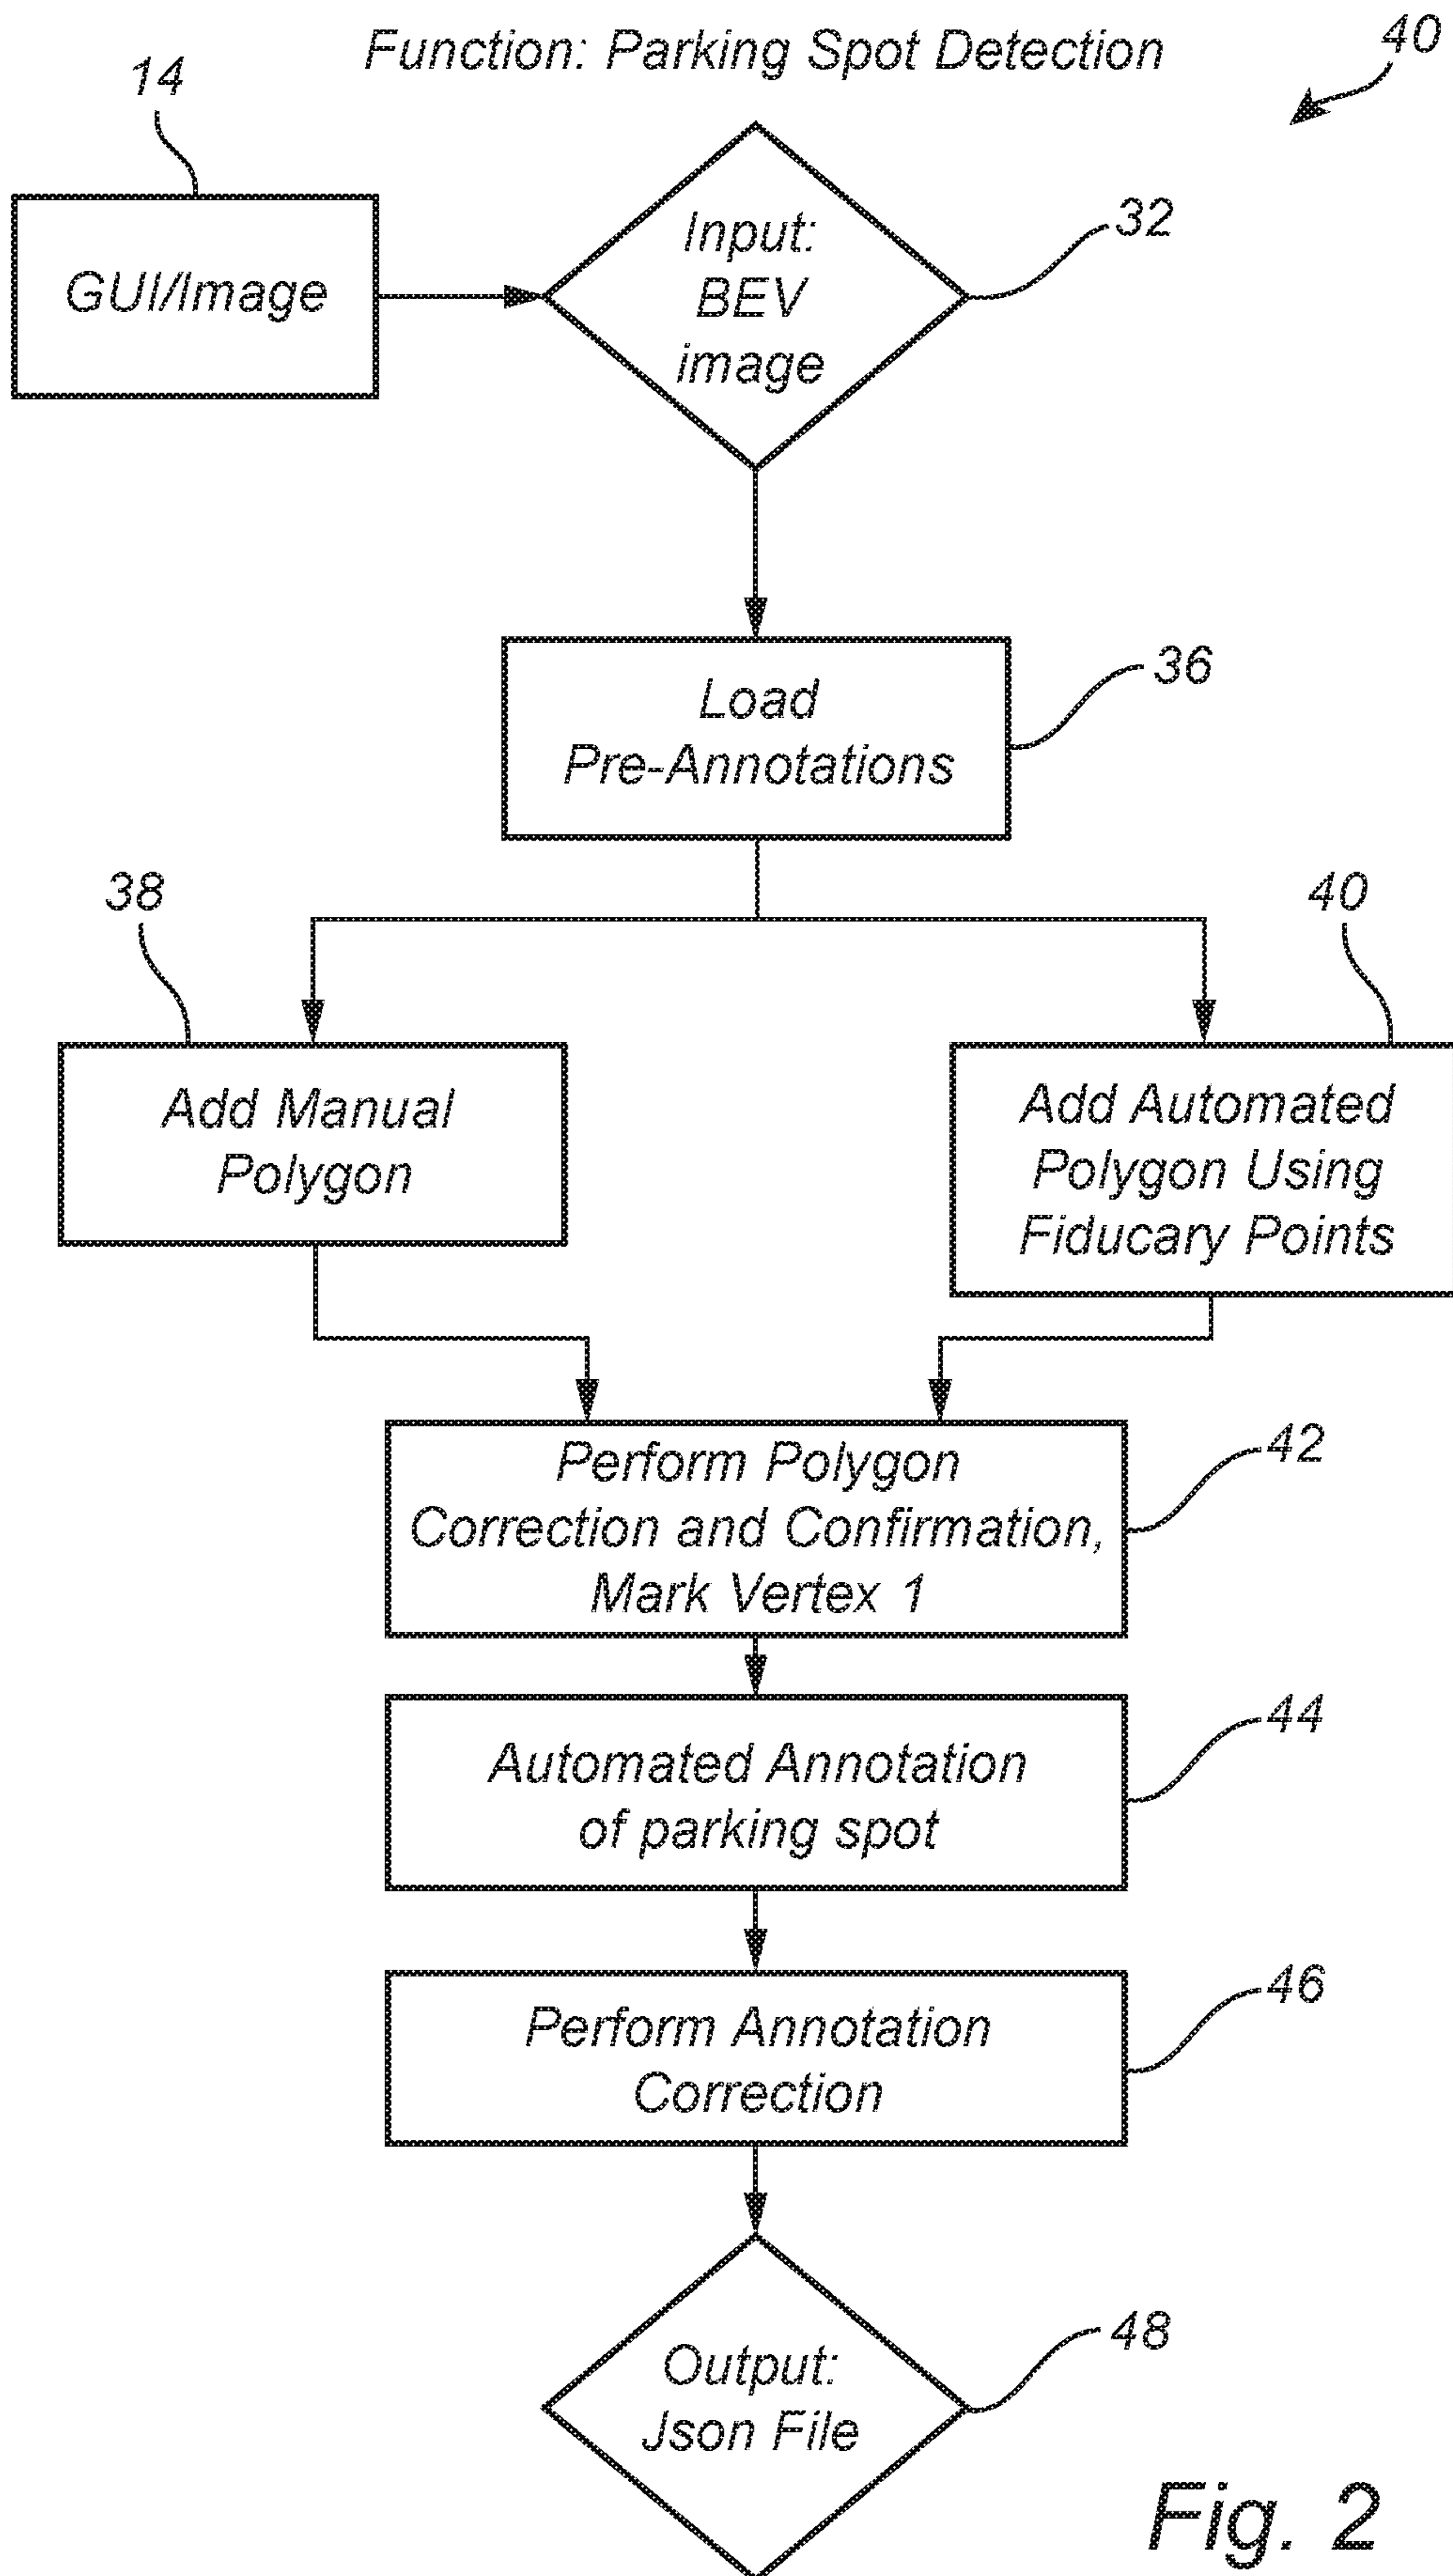 Function: Parking Spot Detection
40
14
GUI/Image
Input:
BEV
image
32
Load
Pre-Annotations
36
38
40
Add Manual
Polygon
Add Automated
Polygon Using
Fiducary Points
Perform Polygon
Correction and Confirmation,
Mark Vertex 1
42
Automated Annotation
of parking spot
44
Perform Annotation
Correction
46
Output:
Json File
48
Fig. 2